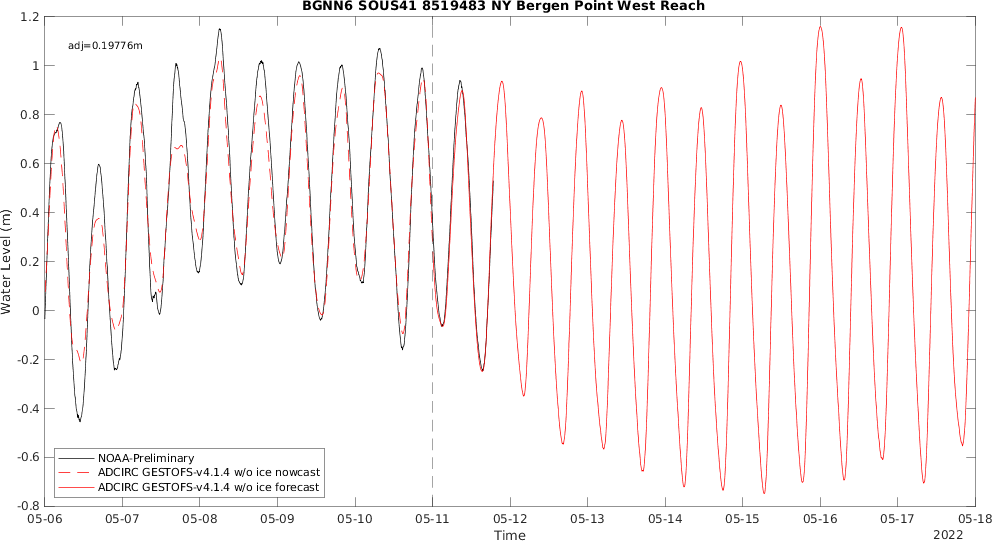 BGNN6 SOUS41 8519483 NY Bergen Point West Reach
adj=0.19776m
1.2
1
0.8
0.6
0.4
0.2
0
-0.2
-0.4
-0.6
-0.8
Water Level (m)
NOAA-Preliminary
ADCIRC GESTOFS-v4.1.4 w/o ice nowcast
ADCIRC GESTOFS-v4.1.4 w/o ice forecast
05-06 05-07 05-08 05-09 05-10 05-11 05-12 05-13 05-14 05-15 05-16 05-17 05-18
Time
2022